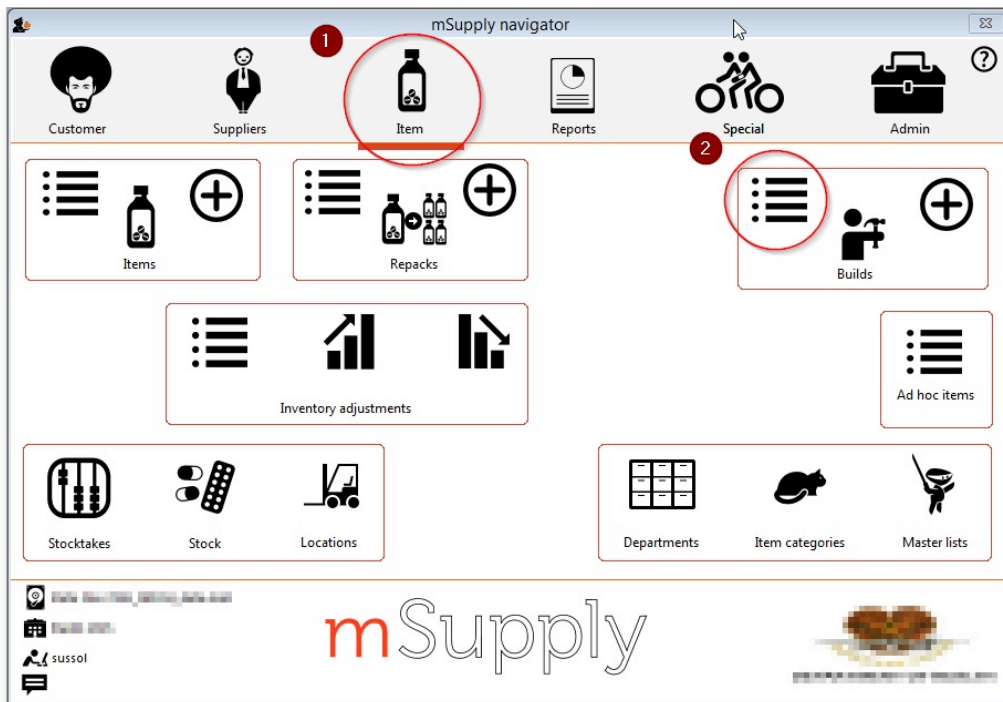 mSupply navigator
1
?
Customer
Suppliers
Item
Reports
Special
Admin
2
Items
Repacks
Builds
Inventory adjustments
Ad hoc items
Stocktakes
Stock
Locations
Departments
Item categories
Master lists
sussol
mSupply